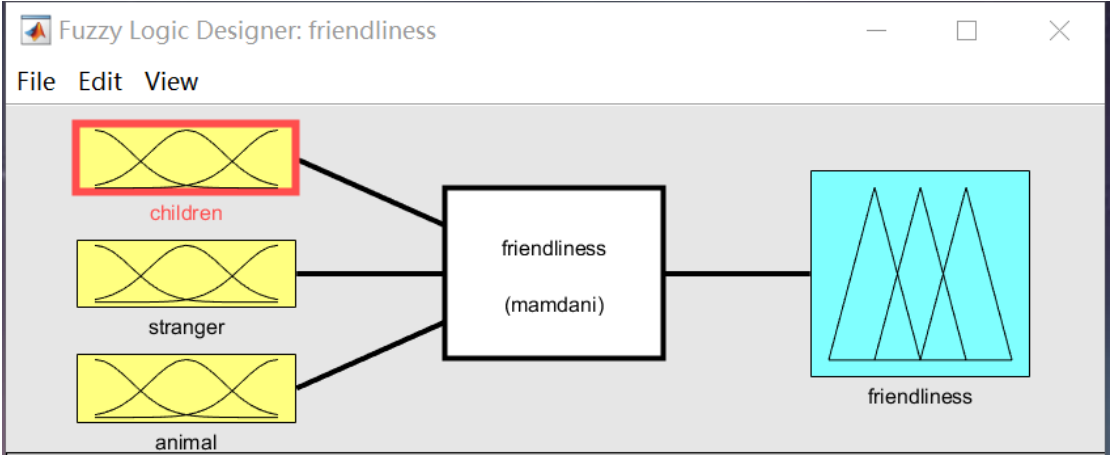 Fuzzy Logic Designer: friendliness
File Edit View
children
stranger
animal
friendliness
(mamdani)
friendliness